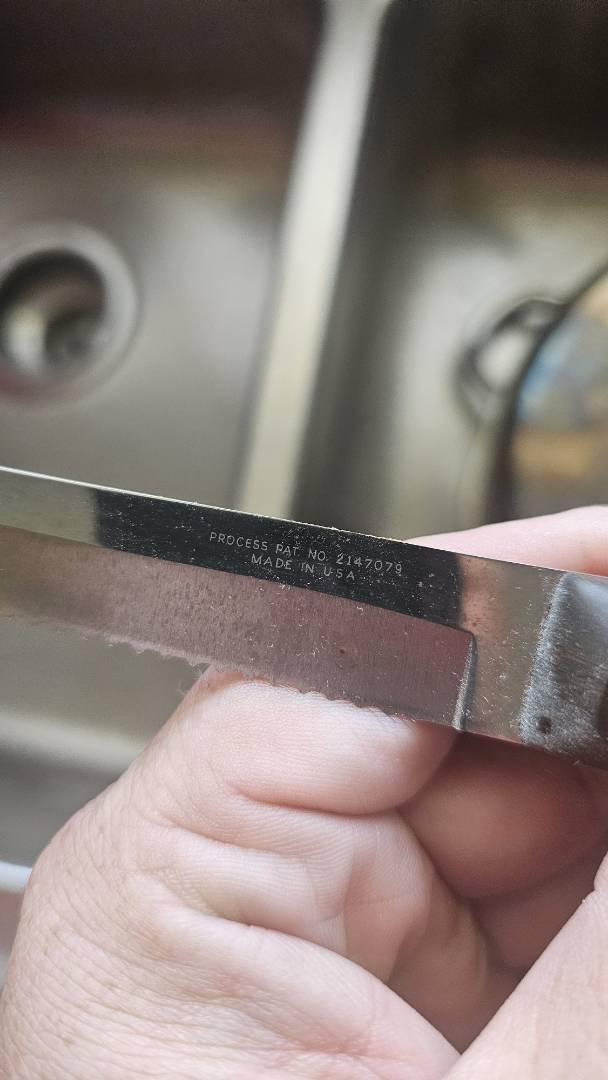 PROCESS PAT. NO. 2147079
MADE IN USA